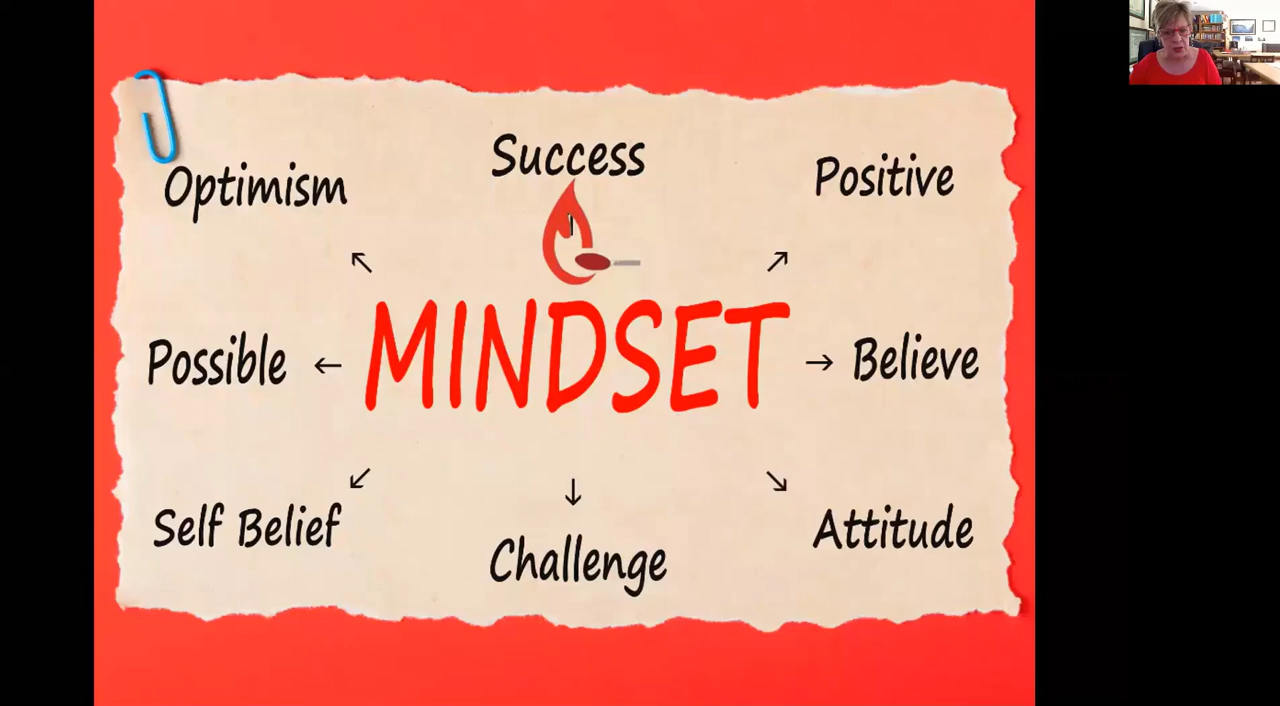 Success
Optimism
Positive
MINDSET
Possible
Believe
Self Belief
Challenge
Attitude